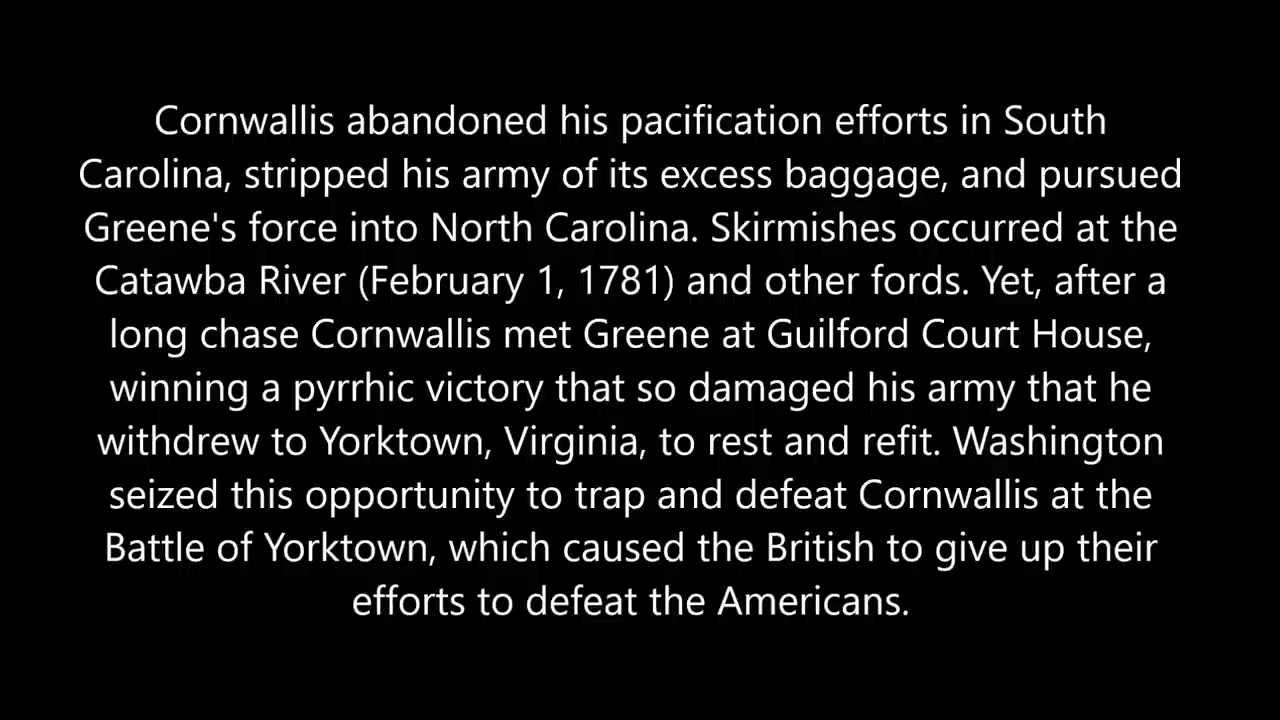 Cornwallis abandoned his pacification efforts in South
Carolina, stripped his army of its excess baggage, and pursued
Greene's force into North Carolina. Skirmishes occurred at the
Catawba River (February 1, 1781) and other fords. Yet, after a
long chase Cornwallis met Greene at Guilford Court House,
winning a pyrrhic victory that so damaged his army that he
withdrew to Yorktown, Virginia, to rest and refit. Washington
seized this opportunity to trap and defeat Cornwallis at the
Battle of Yorktown, which caused the British to give up their
efforts to defeat the Americans.